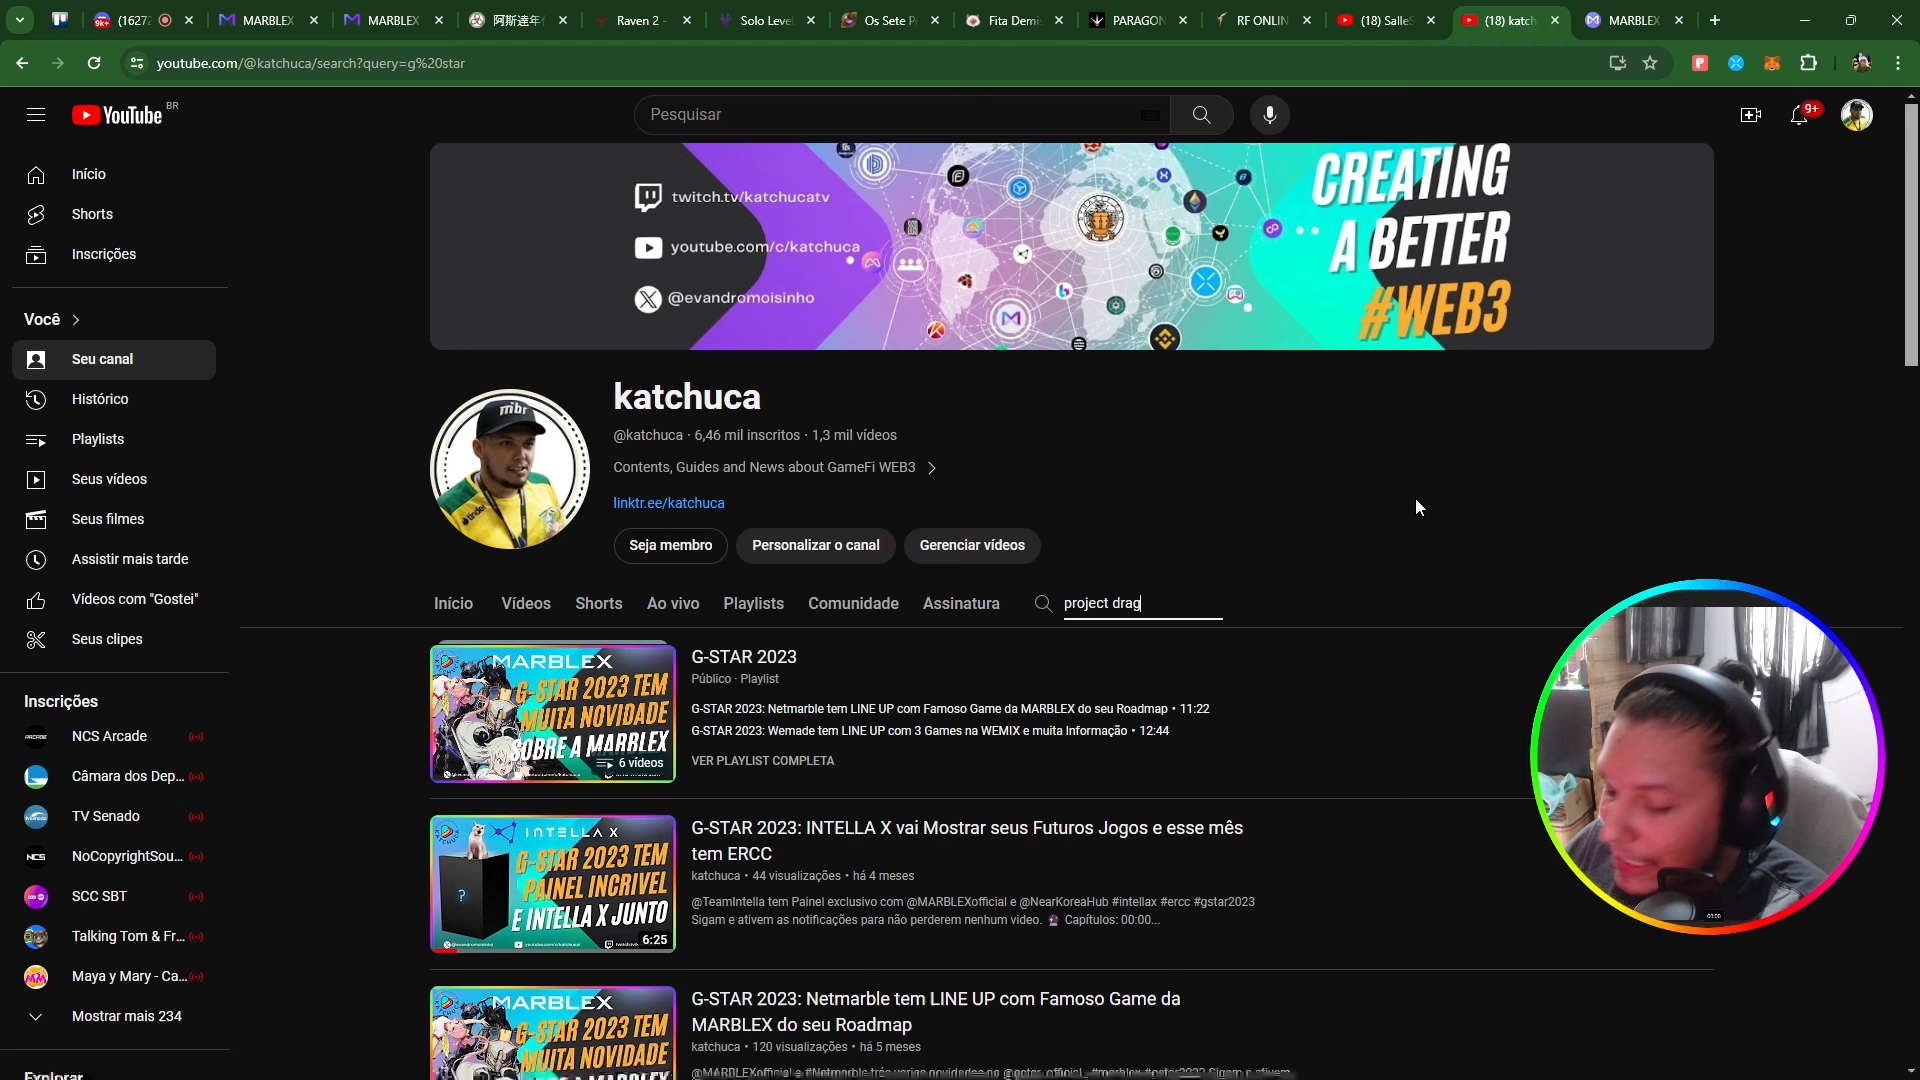 (1627
MARBLEX
MARBLEX
阿斯達年
Raven 2 -
Solo Leve
Os Sete P
Fita Demi
PARAGON
RF ONLIN
(18) Salle
(18) katch
MARBLEX
youtube.com/@katchuca/search?query=g%20star
YouTube BR
Pesquisar
9+
Início
Shorts
Inscrições
Você
Seu canal
Histórico
Playlists
Seus vídeos
Seus filmes
Assistir mais tarde
Vídeos com "Gostei"
Seus clipes
Inscrições
NCS Arcade
Câmara dos Dep...
TV Senado
NoCopyrightSou...
SCC SBT
Talking Tom & Fr...
Maya y Mary - Ca...
Mostrar mais 234
Explorar
twitch.tv/katchucatv
youtube.com/c/katchuca
@evandromoisinho
CREATING
A BETTER
#WEB3
mibr
tinder
katchuca
@katchuca · 6,46 mil inscritos · 1,3 mil vídeos
Contents, Guides and News about GameFi WEB3
linktr.ee/katchuca
Seja membro
Personalizar o canal
Gerenciar vídeos
Início
Vídeos
Shorts
Ao vivo
Playlists
Comunidade
Assinatura
project drag
MARBLEX
G-STAR 2023 TEM
MUITA NOVIDADE
SOBRE A MARBLEX
6 vídeos
G-STAR 2023
Público · Playlist
G-STAR 2023: Netmarble tem LINE UP com Famoso Game da MARBLEX do seu Roadmap · 11:22
G-STAR 2023: Wemade tem LINE UP com 3 Games na WEMIX e muita Informação · 12:44
VER PLAYLIST COMPLETA
INTELLA X
G-STAR 2023 TEM
PAINEL INCRIVEL
E INTELLA X JUNTO
?
6:25
G-STAR 2023: INTELLA X vai Mostrar seus Futuros Jogos e esse mês
tem ERCC
katchuca · 44 visualizações · há 4 meses
@TeamIntella tem Painel exclusivo com @MARBLEXofficial e @NearKoreaHub #intellax #ercc #gstar2023
Sigam e ativem as notificações para não perderem nenhum video. 🔮 Capítulos: 00:00...
MARBLEX
G-STAR 2023 TEM
MUITA NOVIDADE
SOBRE A MARBLEX
G-STAR 2023: Netmarble tem LINE UP com Famoso Game da
MARBLEX do seu Roadmap
katchuca · 120 visualizações · há 5 meses
00:00